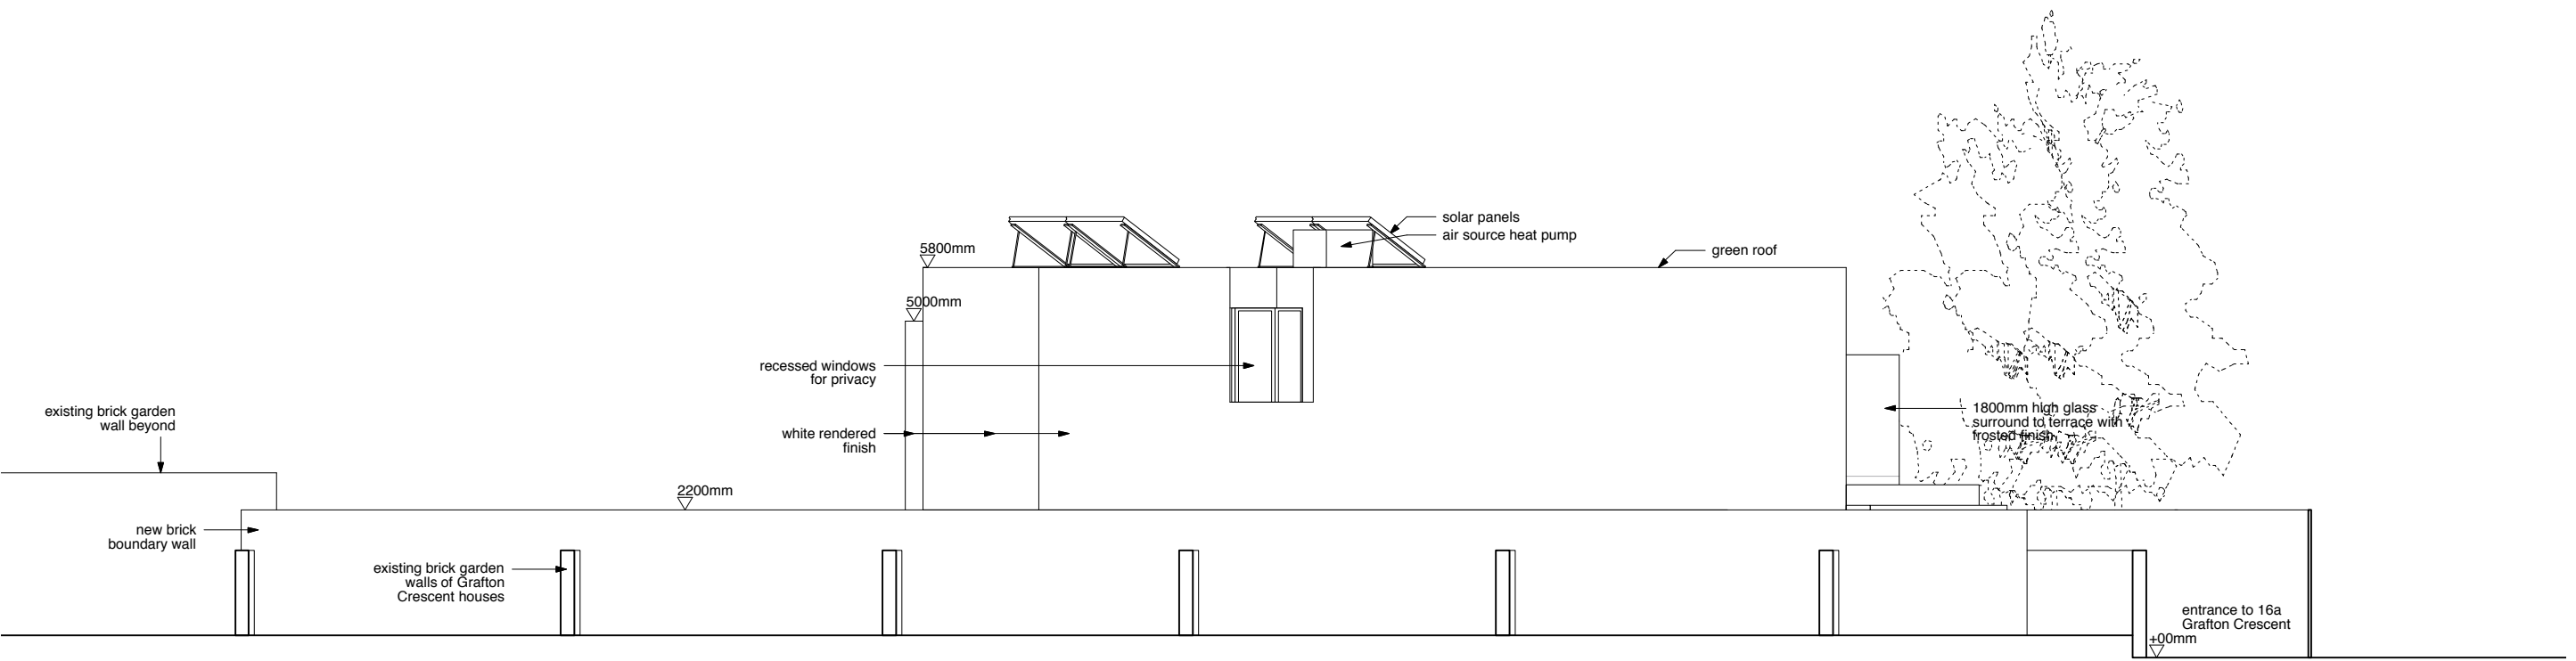 solar panels
air source heat pump
5800mm
green roof
5000mm
recessed windows
for privacy
existing brick garden
wall beyond
1800mm high glass
surround to terrace with
frosted finish
white rendered
finish
2200mm
new brick
boundary wall
existing brick garden
walls of Grafton
Crescent houses
entrance to 16a
Grafton Crescent
+00mm